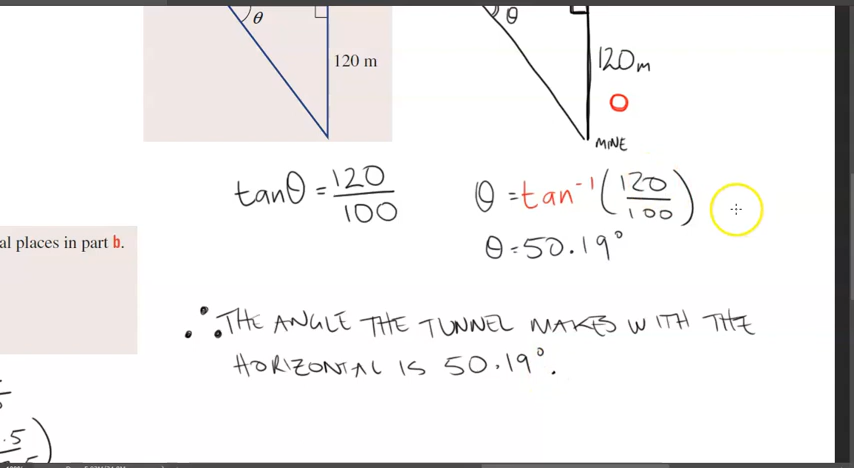 θ
θ
120 m
120m
O
MINE
tanθ = 120/100
θ = tan⁻¹(120/100)
θ = 50.19°
al places in part b.
∴ THE ANGLE THE TUNNEL MAKES WITH THE
HORIZONTAL IS 50.19°.
.5